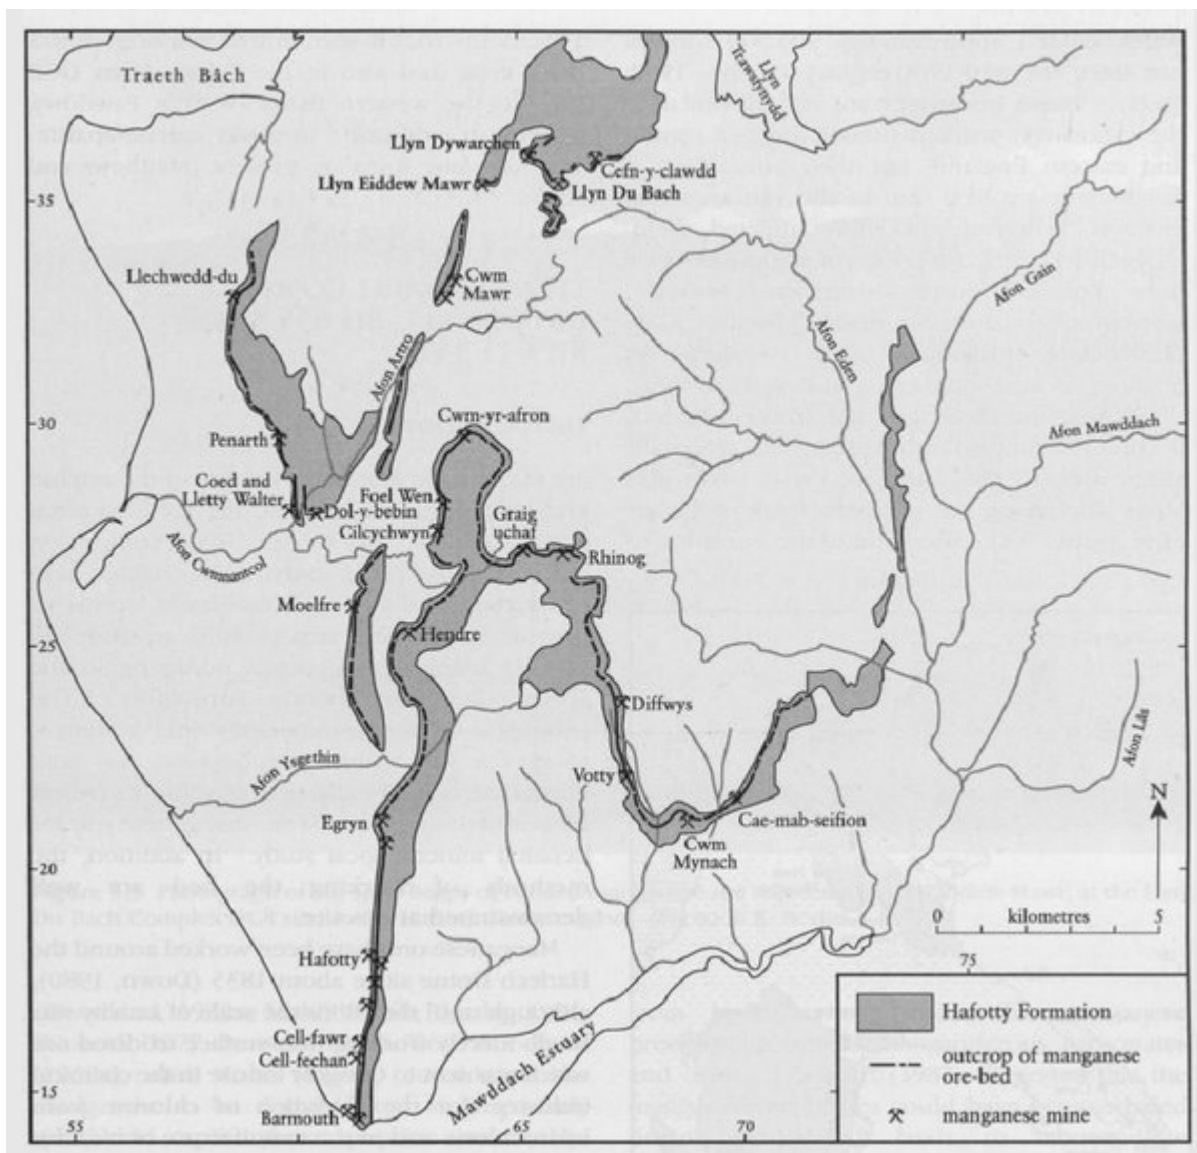 Traeth Bâch
Llyn
Trawsfynydd
Llyn Dywarchen
Cefn-y-clawdd
Llyn Eiddew Mawr
Llyn Du Bach
35
Llechwedd-du
Cwm
Mawr
Afon Gain
Afon Eden
Afon Artro
Cwm-yr-afron
30
Penarth
Afon Mawddach
Coed and
Lletty Walter
Foel Wen
Dol-y-bebin
Cilcychwyn
Graig
uchaf
Rhinog
Afon Cwmnantcol
Moelfre
Hendre
25
Diffwys
Afon Ysgethin
Votty
Egryn
Cae-mab-seifion
Cwm
Mynach
N
20
0 kilometres 5
Hafotty
75
Hafotty Formation
Cell-fawr
Cell-fechan
outcrop of manganese
ore-bed
Mawddach Estuary
15
Barmouth
manganese mine
55
65
70